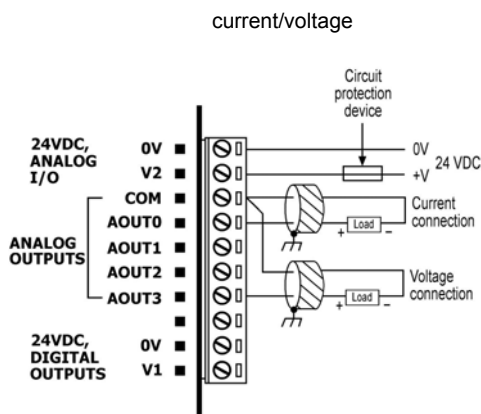 current/voltage
Circuit
protection
device
24VDC,
ANALOG
I/O
0V
V2
COM
AOUT0
AOUT1
AOUT2
AOUT3
ANALOG
OUTPUTS
24VDC,
DIGITAL
OUTPUTS
0V
V1
0V
24 VDC
+V
Current
connection
+ Load −
Voltage
connection
+ Load −